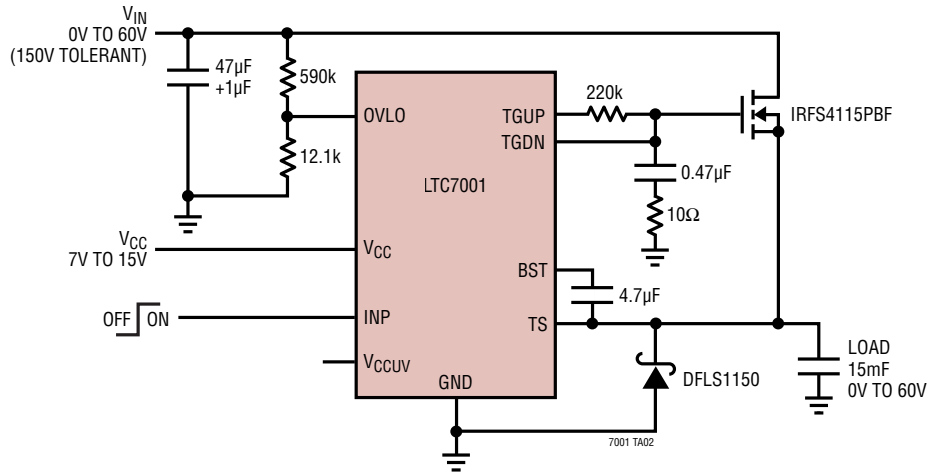 VIN
0V TO 60V
(150V TOLERANT)
47µF
+1µF
590k
12.1k
OVLO
TGUP
TGDN
220k
IRFS4115PBF
LTC7001
0.47µF
10Ω
VCC
7V TO 15V
VCC
BST
4.7µF
OFF
ON
INP
TS
VCCUV
GND
DFLS1150
LOAD
15mF
0V TO 60V
7001 TA02